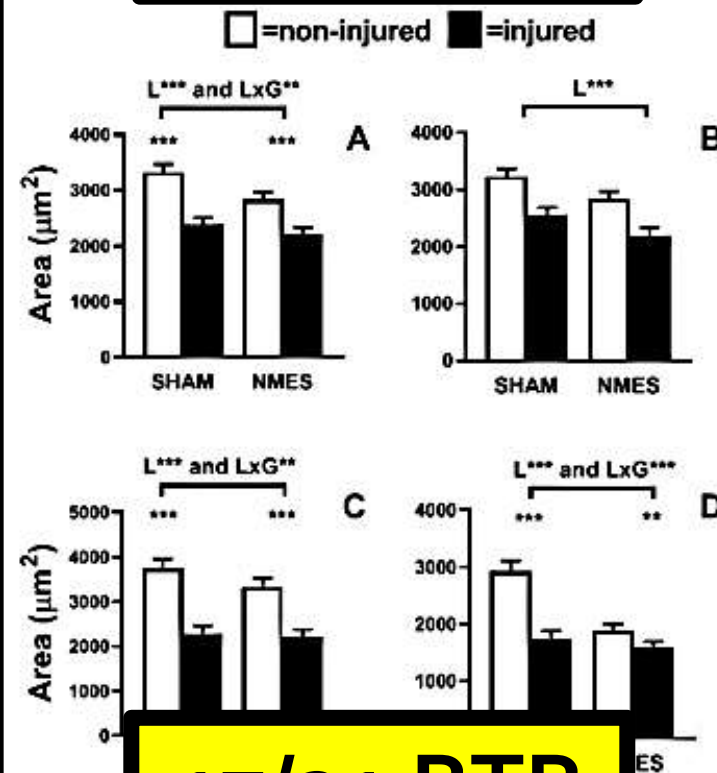 =non-injured =injured
L*** and LxG**
*** ***
A
Area (µm²)
4000
3000
2000
1000
0
SHAM NMES
L***
B
4000
3000
2000
1000
0
SHAM NMES
L*** and LxG**
*** ***
C
Area (µm²)
5000
4000
3000
2000
1000
0
L*** and LxG***
*** **
D
4000
3000
2000
1000
ES